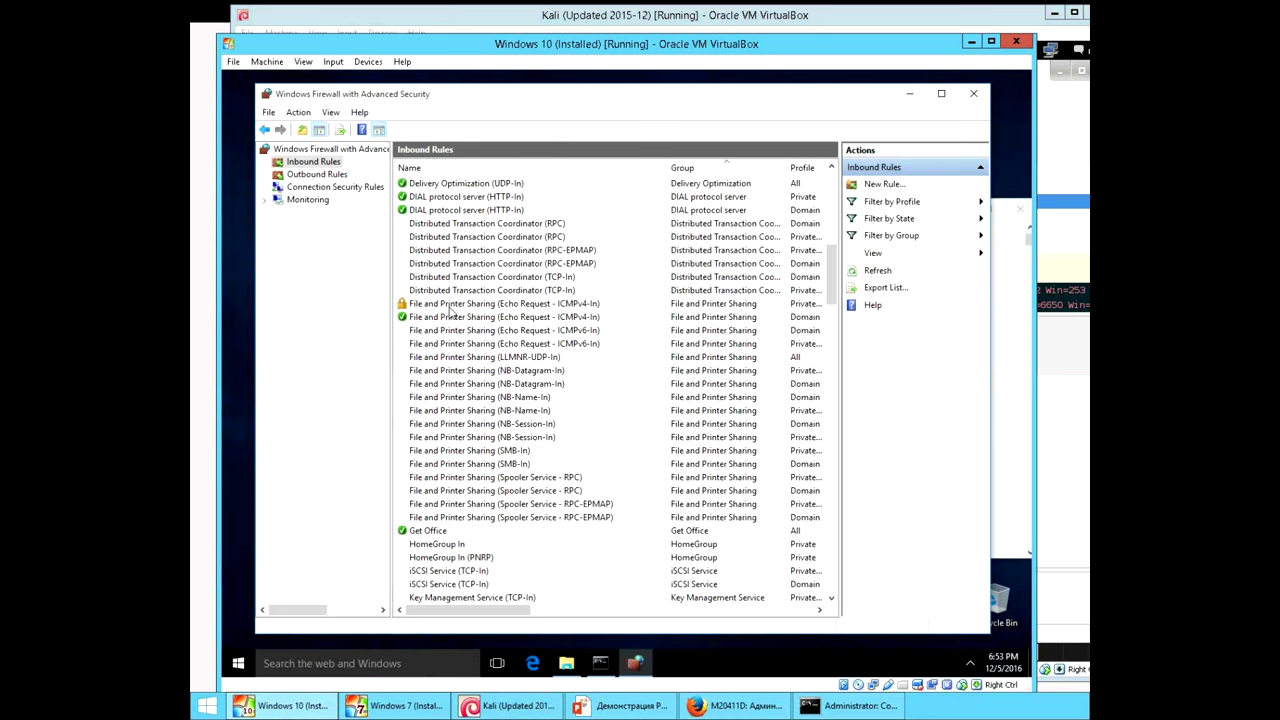 Kali (Updated 2015-12) [Running] - Oracle VM VirtualBox
Windows 10 (Installed) [Running] - Oracle VM VirtualBox
File Machine View Input Devices Help
Windows Firewall with Advanced Security
File Action View Help
Windows Firewall with Advance
Inbound Rules
Outbound Rules
Connection Security Rules
Monitoring
Inbound Rules
Name Group Profile
Delivery Optimization (UDP-In) Delivery Optimization All
DIAL protocol server (HTTP-In) DIAL protocol server Private
DIAL protocol server (HTTP-In) DIAL protocol server Domain
Distributed Transaction Coordinator (RPC) Distributed Transaction Coo... Domain
Distributed Transaction Coordinator (RPC) Distributed Transaction Coo... Private...
Distributed Transaction Coordinator (RPC-EPMAP) Distributed Transaction Coo... Private...
Distributed Transaction Coordinator (RPC-EPMAP) Distributed Transaction Coo... Domain
Distributed Transaction Coordinator (TCP-In) Distributed Transaction Coo... Domain
Distributed Transaction Coordinator (TCP-In) Distributed Transaction Coo... Private...
File and Printer Sharing (Echo Request - ICMPv4-In) File and Printer Sharing Private...
File and Printer Sharing (Echo Request - ICMPv4-In) File and Printer Sharing Domain
File and Printer Sharing (Echo Request - ICMPv6-In) File and Printer Sharing Domain
File and Printer Sharing (Echo Request - ICMPv6-In) File and Printer Sharing Private...
File and Printer Sharing (LLMNR-UDP-In) File and Printer Sharing All
File and Printer Sharing (NB-Datagram-In) File and Printer Sharing Private...
File and Printer Sharing (NB-Datagram-In) File and Printer Sharing Domain
File and Printer Sharing (NB-Name-In) File and Printer Sharing Domain
File and Printer Sharing (NB-Name-In) File and Printer Sharing Private...
File and Printer Sharing (NB-Session-In) File and Printer Sharing Domain
File and Printer Sharing (NB-Session-In) File and Printer Sharing Private...
File and Printer Sharing (SMB-In) File and Printer Sharing Private...
File and Printer Sharing (SMB-In) File and Printer Sharing Domain
File and Printer Sharing (Spooler Service - RPC) File and Printer Sharing Private...
File and Printer Sharing (Spooler Service - RPC) File and Printer Sharing Domain
File and Printer Sharing (Spooler Service - RPC-EPMAP) File and Printer Sharing Private...
File and Printer Sharing (Spooler Service - RPC-EPMAP) File and Printer Sharing Domain
Get Office Get Office All
HomeGroup In HomeGroup Private
HomeGroup In (PNRP) HomeGroup Private
iSCSI Service (TCP-In) iSCSI Service Private...
iSCSI Service (TCP-In) iSCSI Service Domain
Key Management Service (TCP-In) Key Management Service Domain
Actions
Inbound Rules
New Rule...
Filter by Profile
Filter by State
Filter by Group
View
Refresh
Export List...
Help
2 Win=253
=6650 Win=
cycle Bin
Search the web and Windows
6:53 PM
12/5/2016
Right Ctrl
Right C
Windows 10 (Inst...
Windows 7 (Instal...
Kali (Updated 201...
Демонстрация P...
M20411D: Админ...
Administrator: Co...